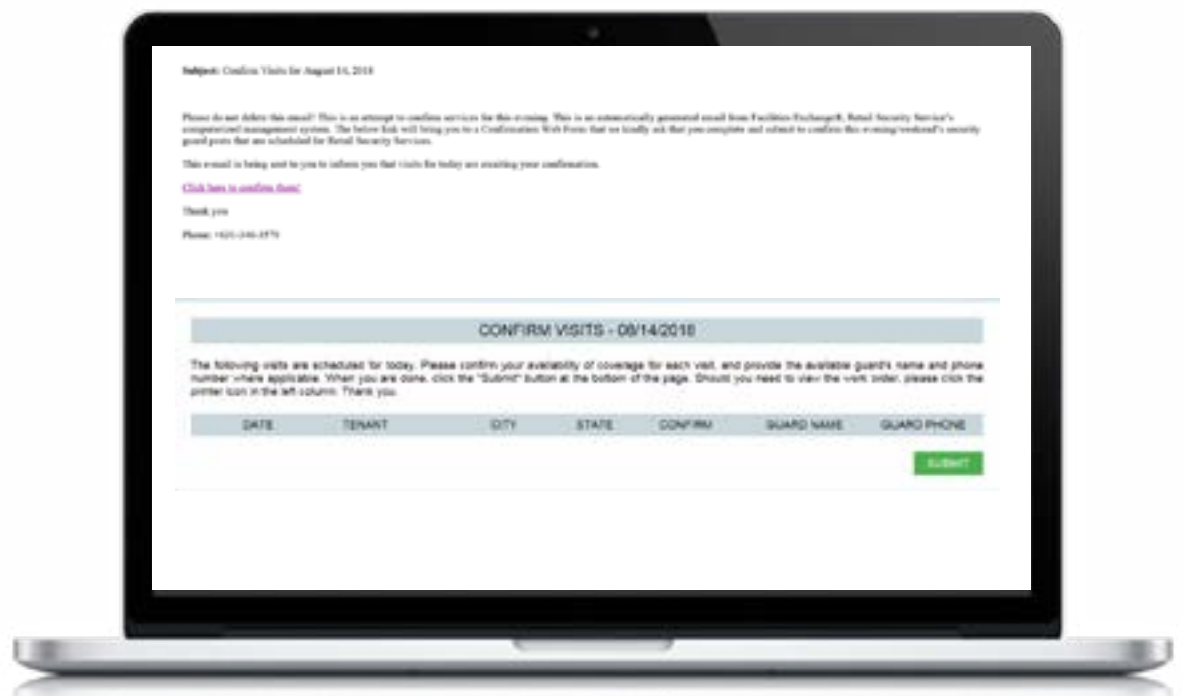 Subject: Confirm Visits for August 14, 2018
Please do not delete this email! This is an attempt to confirm services for this evening. This is an automatically generated email from Facilities Exchange®, Retail Security Service's
computerized management system. The below link will bring you to a Confirmation Web Form that we kindly ask that you complete and submit to confirm this evening/weekend's security
guard posts that are scheduled for Retail Security Services.
This e-mail is being sent to you to inform you that visits for today are awaiting your confirmation.
Click here to confirm them!
Thank you
Phone:
CONFIRM VISITS - 08/14/2018
The following visits are scheduled for today. Please confirm your availability of coverage for each visit, and provide the available guard's name and phone
number where applicable. When you are done, click the "Submit" button at the bottom of the page. Should you need to view the work order, please click the
printer icon in the left column. Thank you.
DATE TENANT CITY STATE CONFIRM GUARD NAME GUARD PHONE
SUBMIT